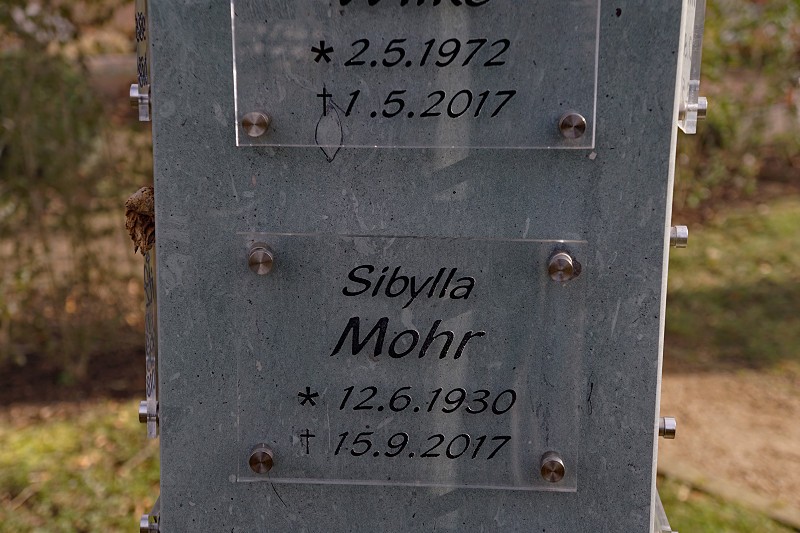 * 2.5.1972
† 1.5.2017
Sibylla
Mohr
* 12.6.1930
† 15.9.2017